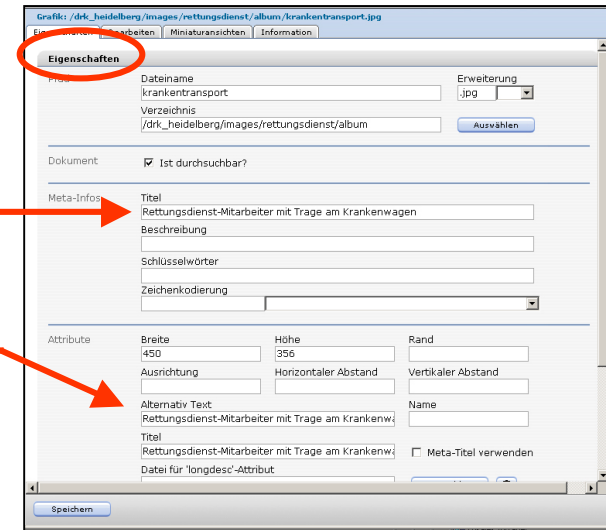 Grafik: /drk_heidelberg/images/rettungsdienst/album/krankentransport.jpg
Miniaturansichten Information
Eigenschaften
Dateiname Erweiterung
krankentransport .jpg
Verzeichnis
/drk_heidelberg/images/rettungsdienst/album Auswählen
Dokument Ist durchsuchbar?
Meta-Infos Titel
Rettungsdienst-Mitarbeiter mit Trage am Krankenwagen
Beschreibung
Schlüsselwörter
Zeichenkodierung
Attribute Breite Höhe Rand
450 356
Ausrichtung Horizontaler Abstand Vertikaler Abstand
Alternativ Text Name
Rettungsdienst-Mitarbeiter mit Trage am Krankenwa
Titel
Rettungsdienst-Mitarbeiter mit Trage am Krankenwa Meta-Titel verwenden
Datei für 'longdesc'-Attribut
Speichern